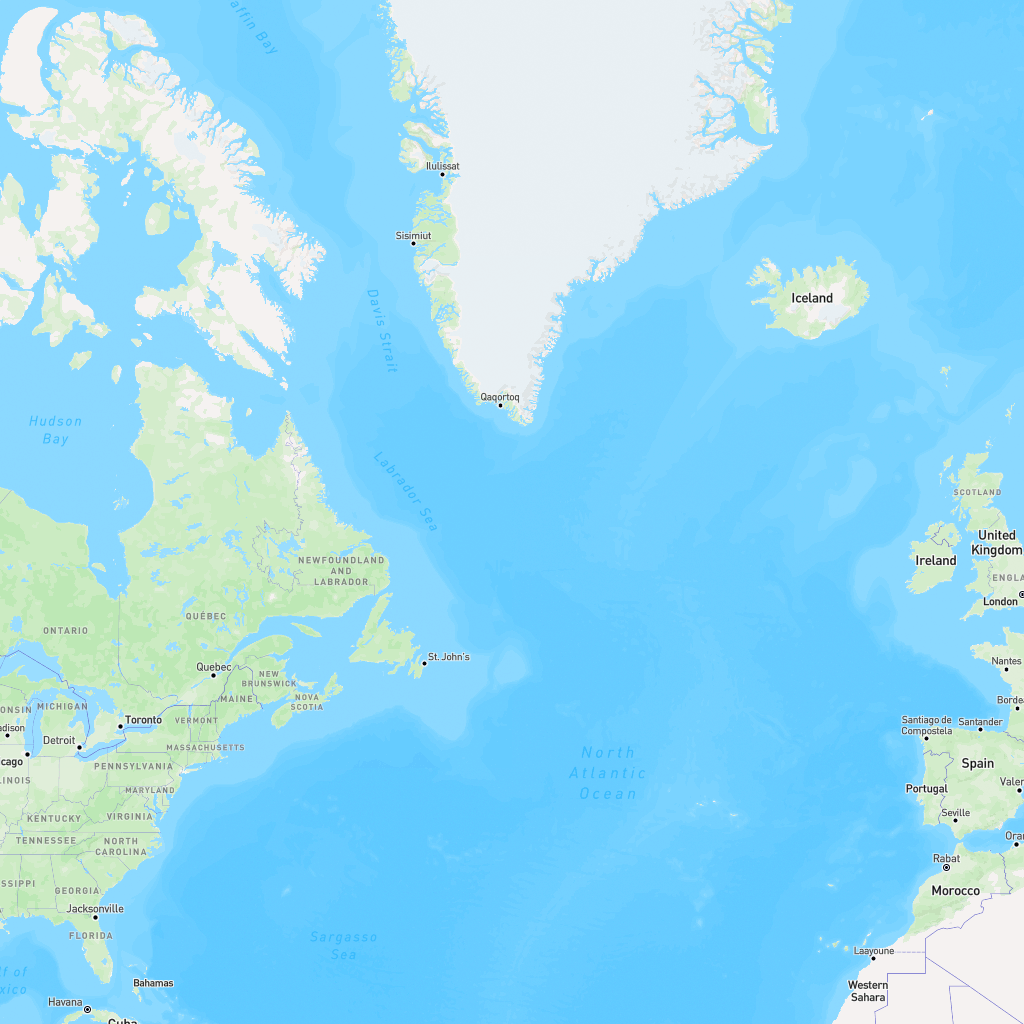 affin Bay
Ilulissat
Sisimiut
Iceland
Davis Strait
Qaqortoq
Hudson
Bay
Labrador Sea
SCOTLAND
United
Kingdom
Ireland
ENGLA
London
NEWFOUNDLAND
AND
LABRADOR
QUÉBEC
ONTARIO
St. John's
Quebec
NEW
BRUNSWICK
MAINE
NOVA
SCOTIA
Nantes
Borde
ONSIN
MICHIGAN
Toronto
VERMONT
adison
Detroit
MASSACHUSETTS
cago
PENNSYLVANIA
LINOIS
MARYLAND
Santiago de
Compostela
Santander
Spain
North
Atlantic
Ocean
Portugal
Valen
KENTUCKY
VIRGINIA
Seville
TENNESSEE
NORTH
CAROLINA
Oran
Rabat
SSIPPI
GEORGIA
Morocco
Jacksonville
FLORIDA
Sargasso
Sea
Laayoune
lf of
xico
Bahamas
Western
Sahara
Havana
Cuba